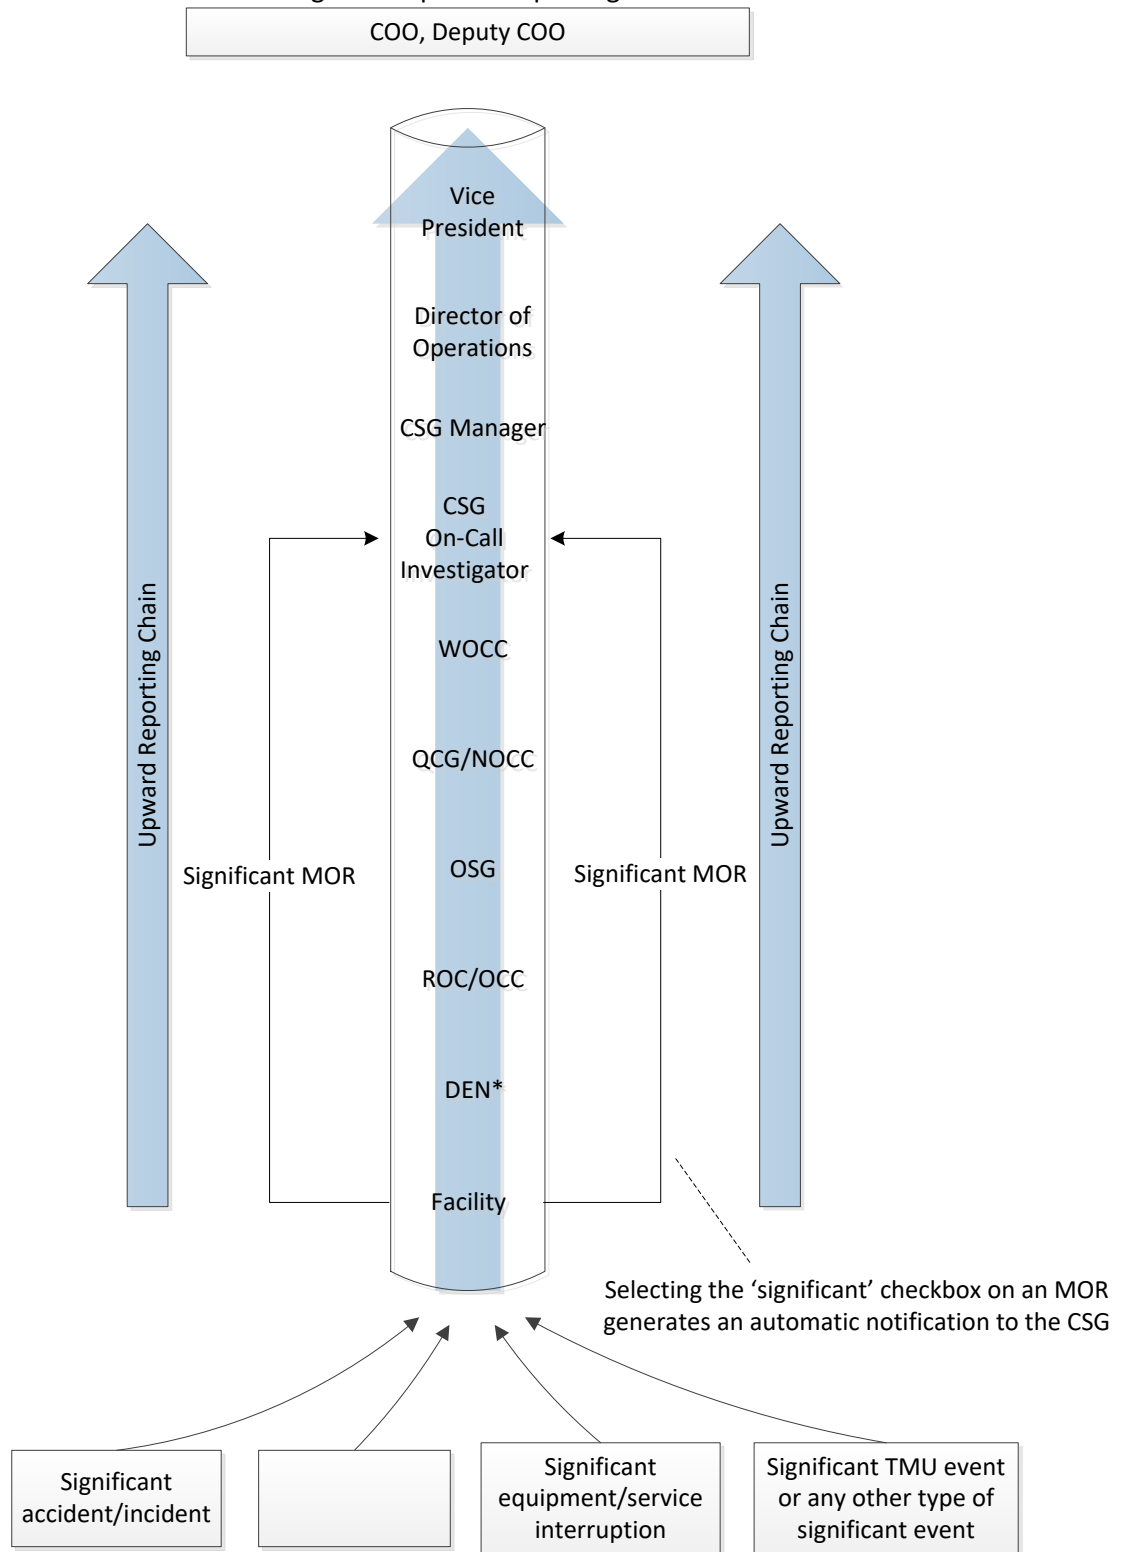 COO, Deputy COO
Vice
President
Director of
Operations
CSG Manager
CSG
On-Call
Investigator
WOCC
QCG/NOCC
OSG
ROC/OCC
DEN*
Facility
Upward Reporting Chain
Significant MOR
Significant MOR
Upward Reporting Chain
Selecting the ‘significant’ checkbox on an MOR
generates an automatic notification to the CSG
Significant
accident/incident
Significant
equipment/service
interruption
Significant TMU event
or any other type of
significant event